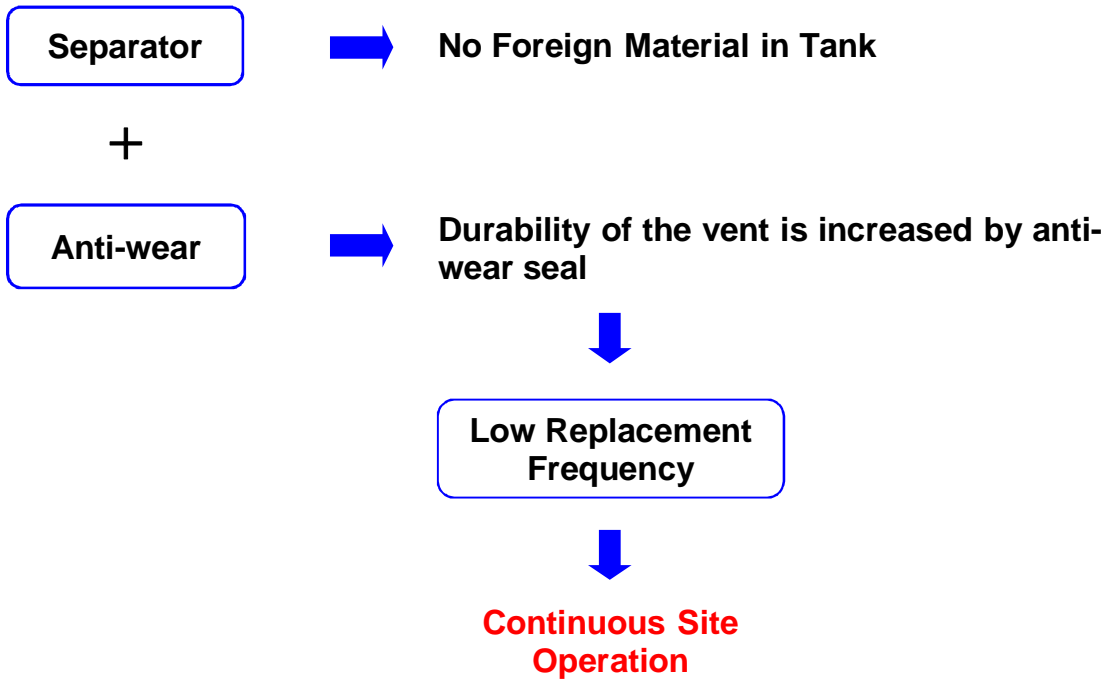 Separator
No Foreign Material in Tank
+
Anti-wear
Durability of the vent is increased by anti-
wear seal
Low Replacement
Frequency
Continuous Site
Operation